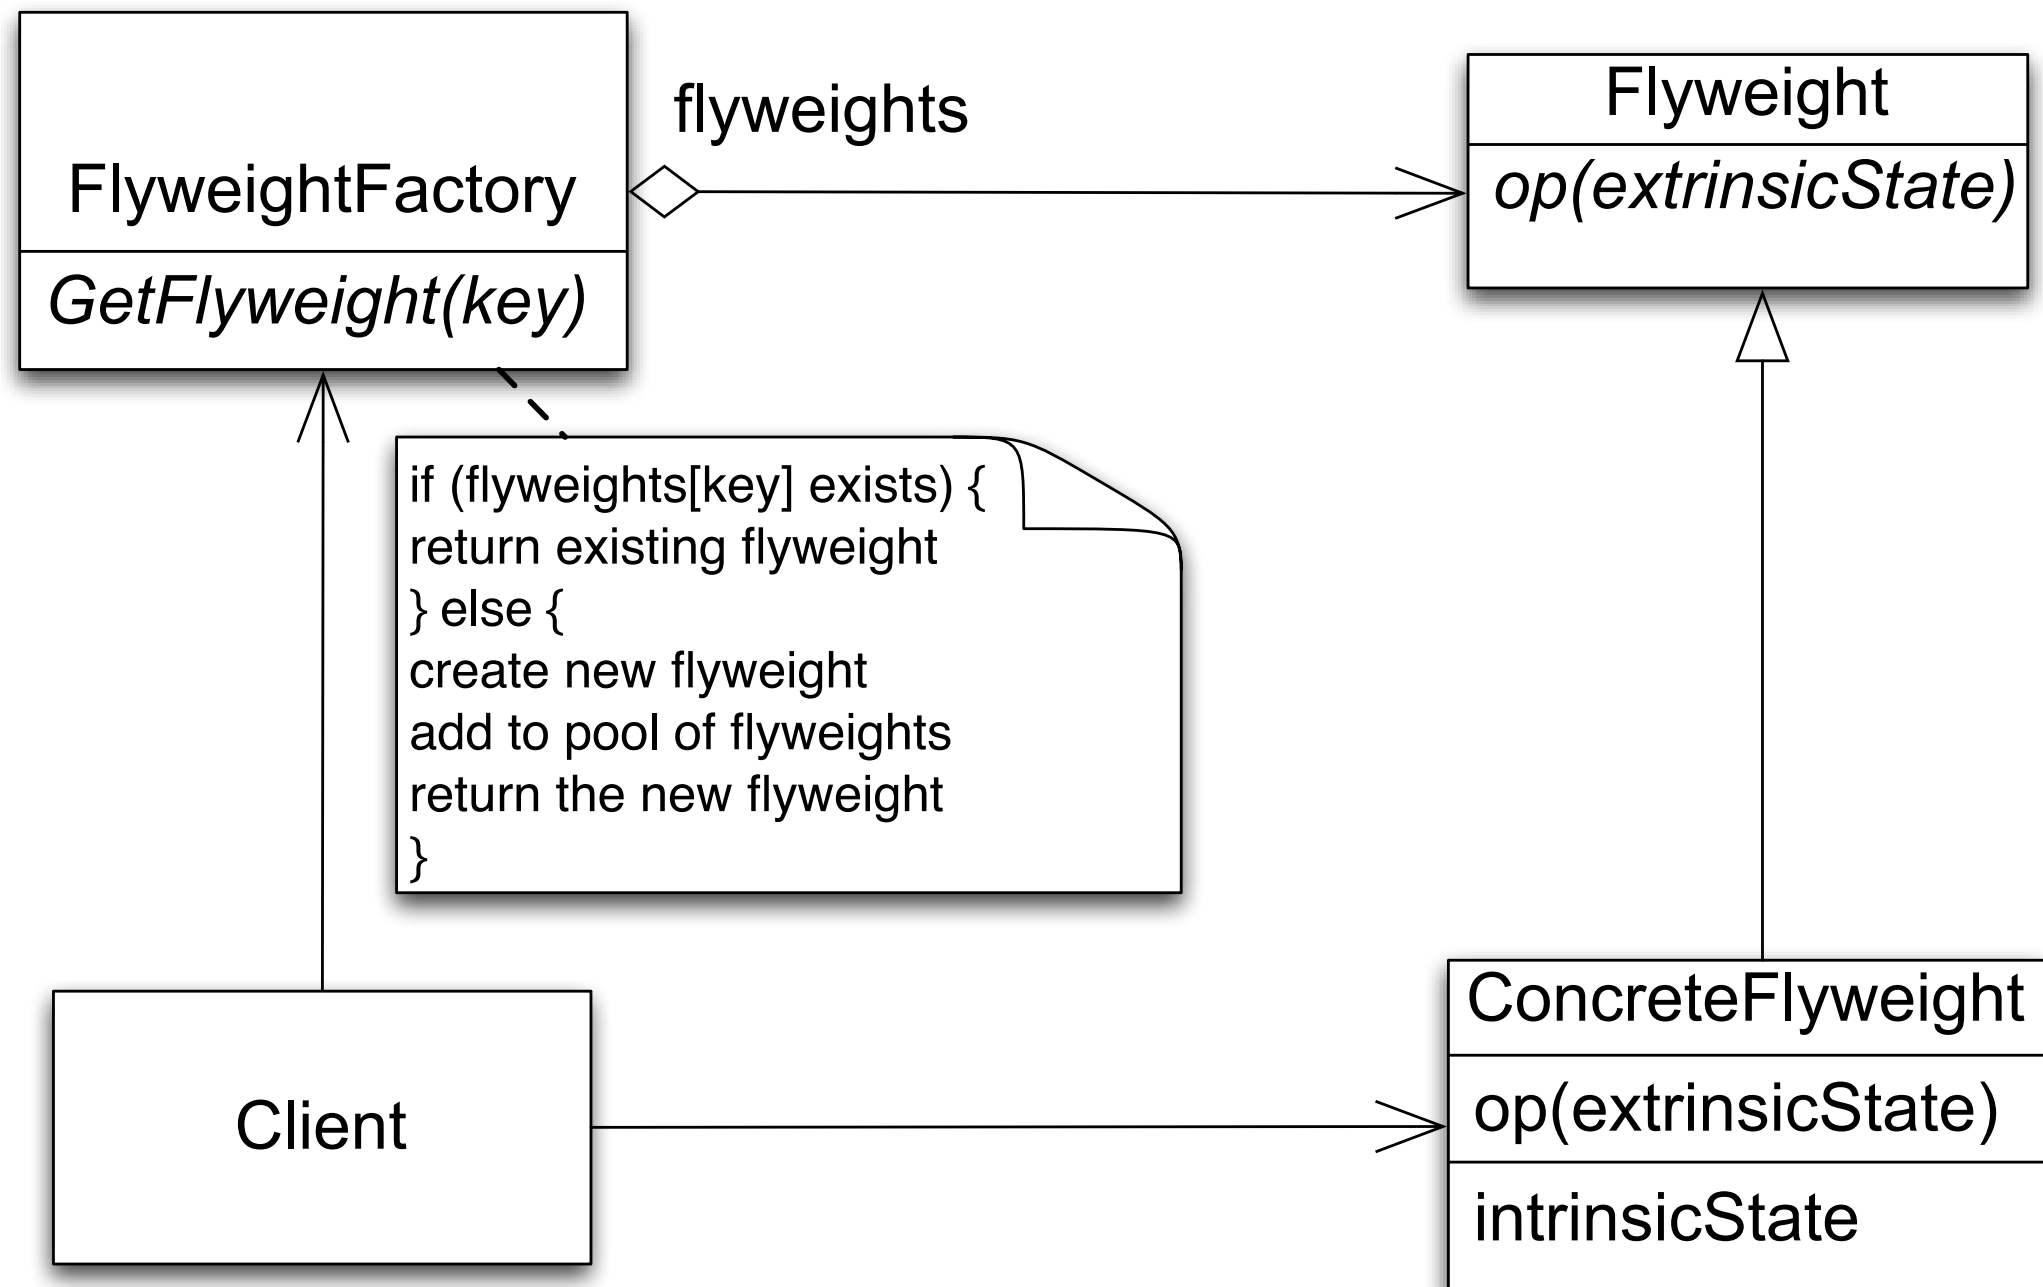 flyweights
FlyweightFactory
GetFlyweight(key)
Flyweight
op(extrinsicState)
if (flyweights[key] exists) {
return existing flyweight
} else {
create new flyweight
add to pool of flyweights
return the new flyweight
}
Client
ConcreteFlyweight
op(extrinsicState)
intrinsicState